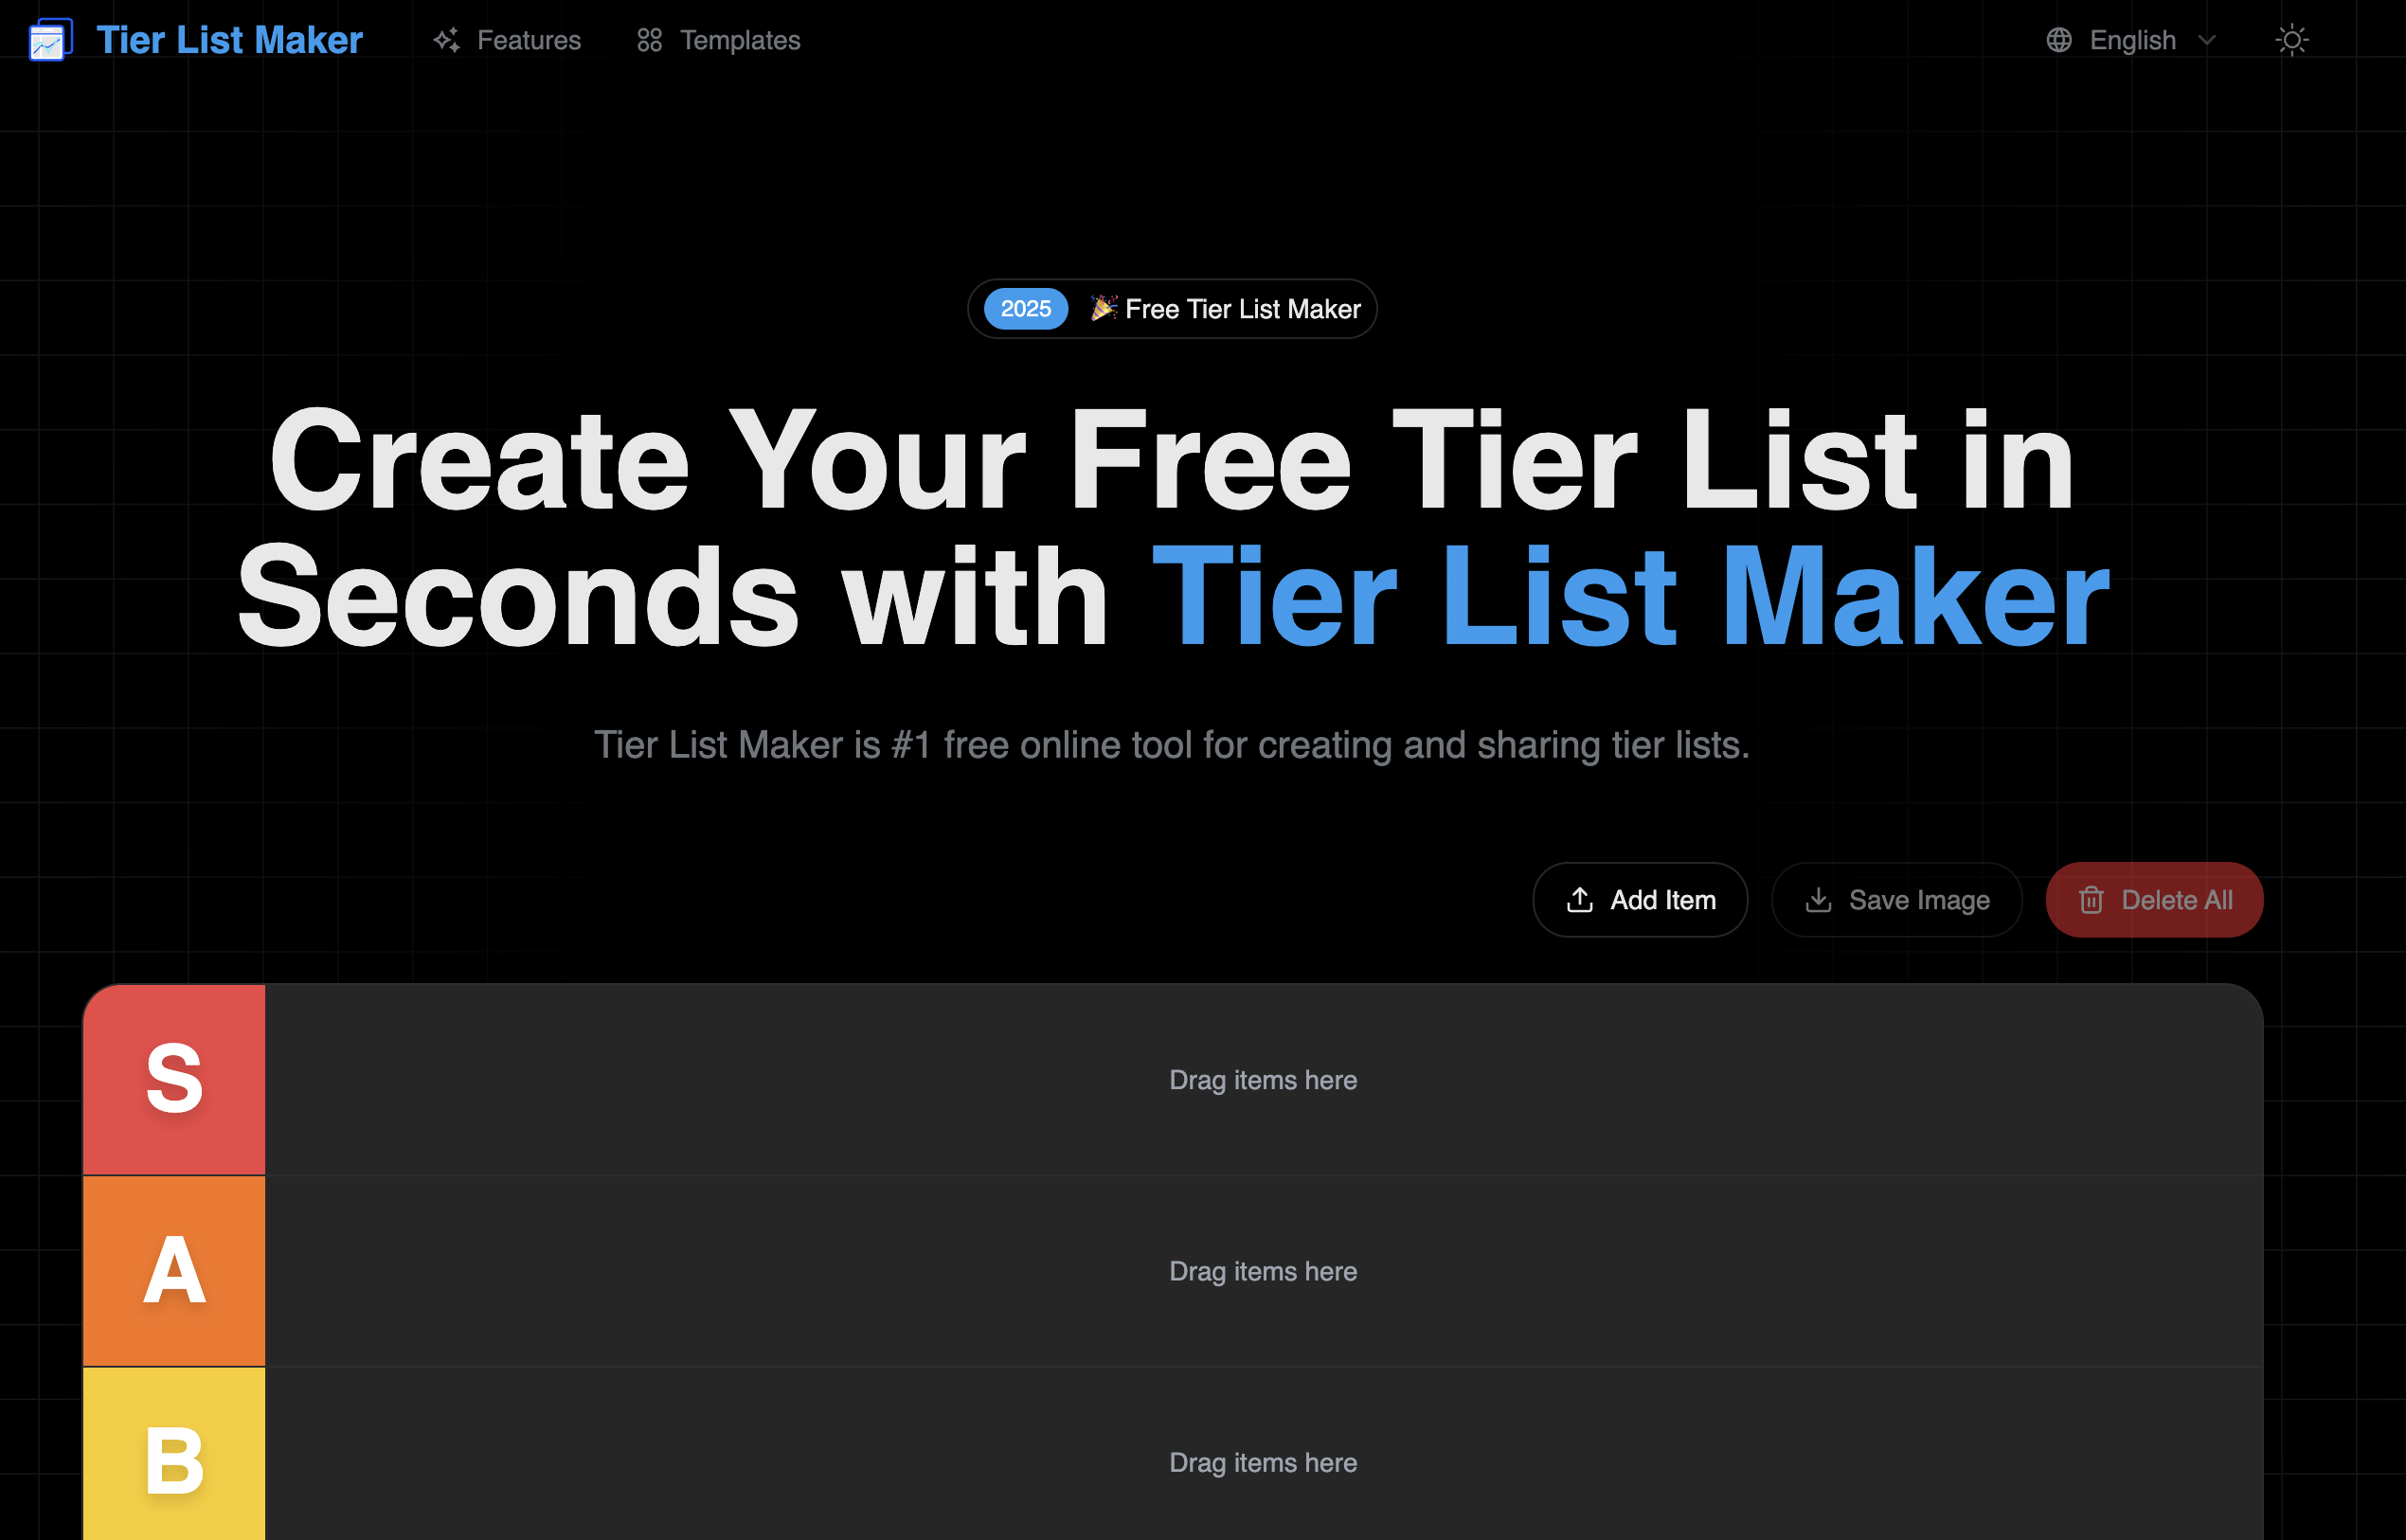 Tier List Maker
Features
Templates
English
2025
🎉 Free Tier List Maker
Create Your Free Tier List in
Seconds with Tier List Maker
Tier List Maker is #1 free online tool for creating and sharing tier lists.
Add Item
Save Image
Delete All
S
Drag items here
A
Drag items here
B
Drag items here